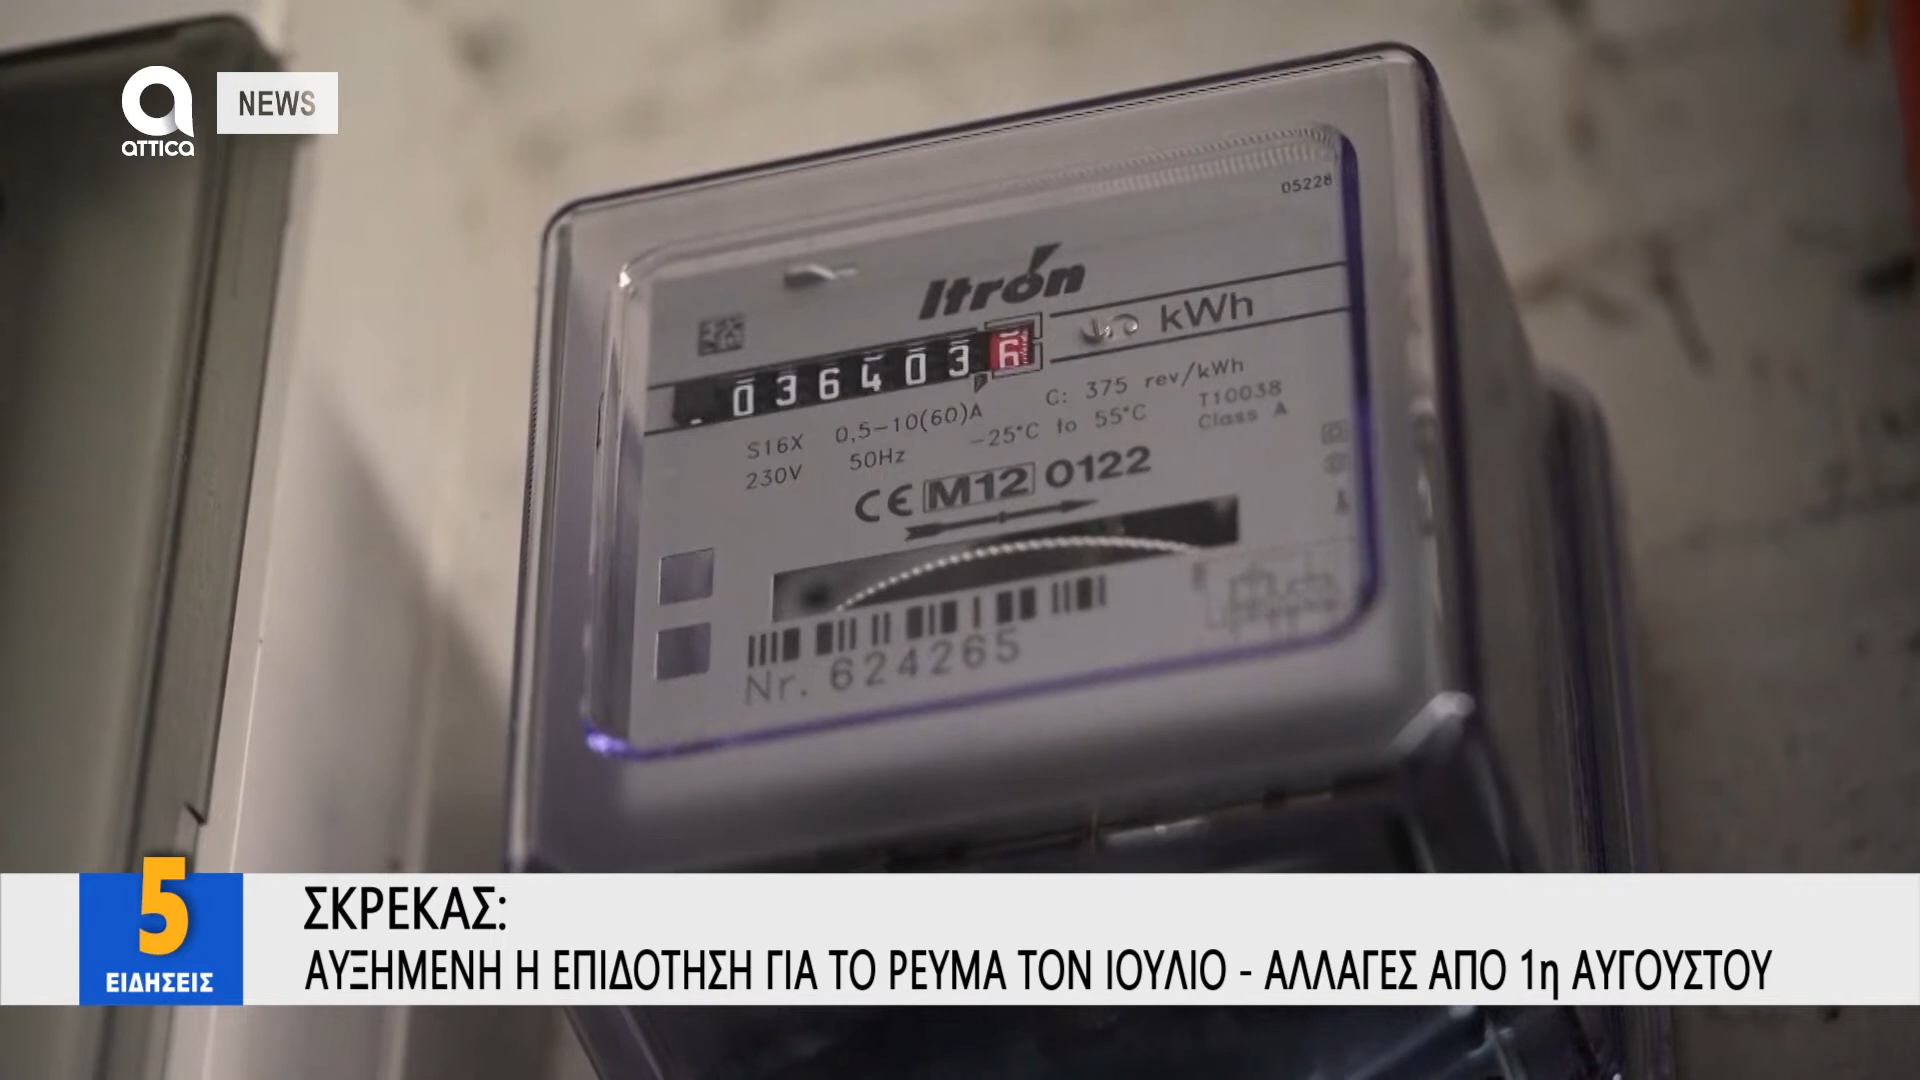 attica
NEWS
05228
Itrón
0364036
kWh
S16X 0,5-10(60)A C: 375 rev/kWh
230V 50Hz -25°C to 55°C T10038
Class A
CE M12 0122
Nr. 624265
5
ΕΙΔΗΣΕΙΣ
ΣΚΡΕΚΑΣ:
ΑΥΞΗΜΕΝΗ Η ΕΠΙΔΟΤΗΣΗ ΓΙΑ ΤΟ ΡΕΥΜΑ ΤΟΝ ΙΟΥΛΙΟ - ΑΛΛΑΓΕΣ ΑΠΟ 1η ΑΥΓΟΥΣΤΟΥ